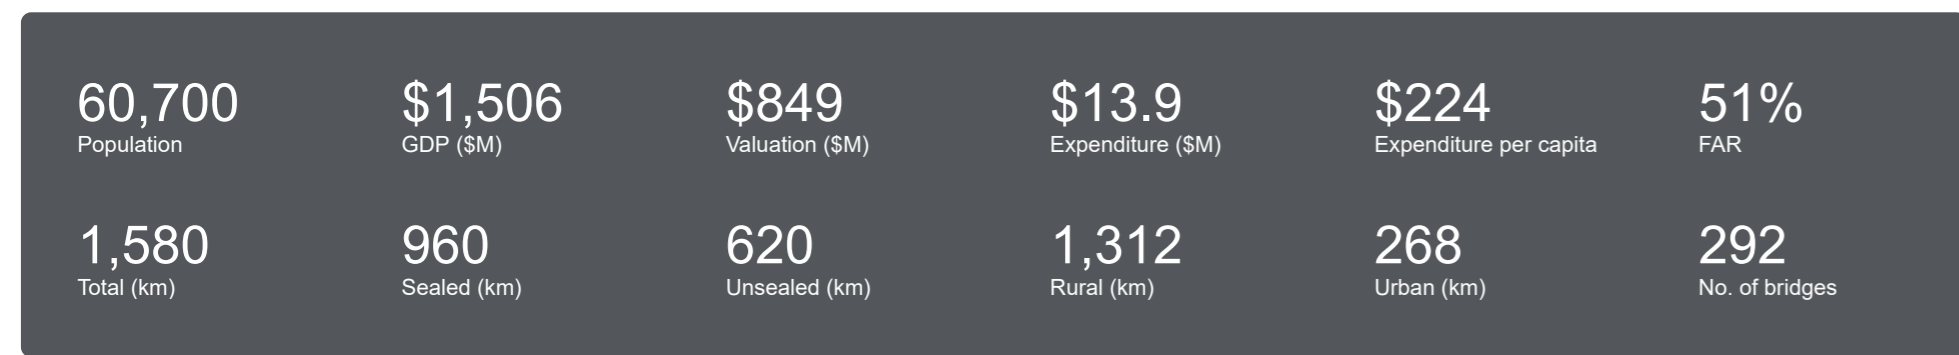 60,700 $1,506 $849 $13.9 $224 51%
Population GDP ($M) Valuation ($M) Expenditure ($M) Expenditure per capita FAR
1,580 960 620 1,312 268 292
Total (km) Sealed (km) Unsealed (km) Rural (km) Urban (km) No. of bridges